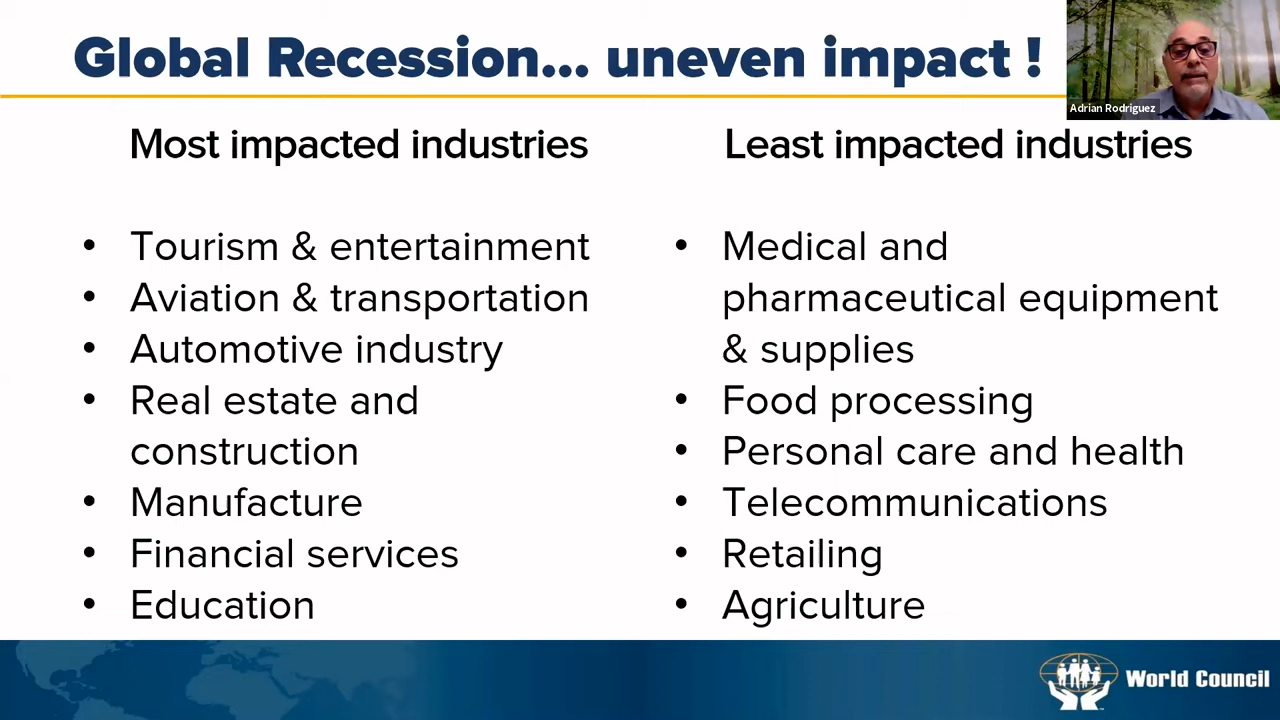 Global Recession... uneven impact !
Adrian Rodriguez
Most impacted industries
• Tourism & entertainment
• Aviation & transportation
• Automotive industry
• Real estate and
construction
• Manufacture
• Financial services
• Education
Least impacted industries
• Medical and
pharmaceutical equipment
& supplies
• Food processing
• Personal care and health
• Telecommunications
• Retailing
• Agriculture
World Council